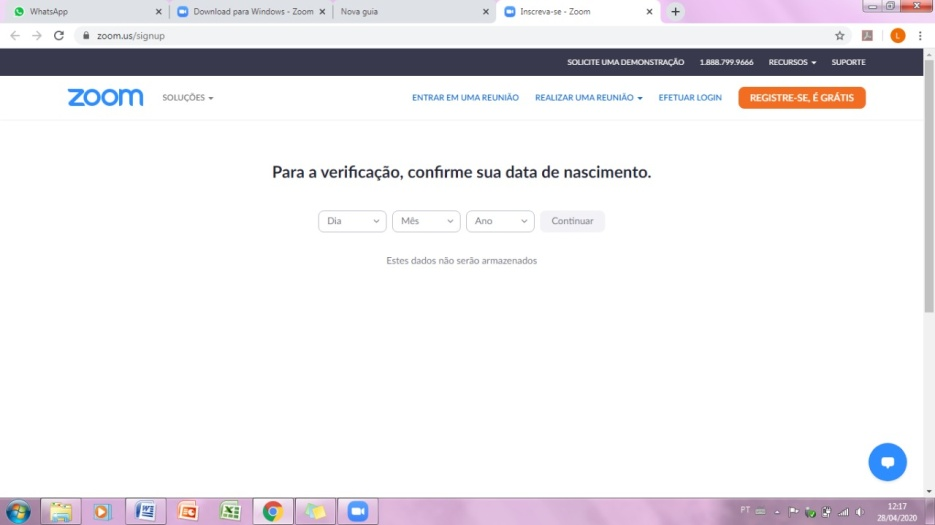 WhatsApp
Download para Windows - Zoom
Nova guia
Inscreva-se - Zoom
zoom.us/signup
L
SOLICITE UMA DEMONSTRAÇÃO 1.888.799.9666 RECURSOS SUPORTE
zoom SOLUÇÕES ENTRAR EM UMA REUNIÃO REALIZAR UMA REUNIÃO EFETUAR LOGIN REGISTRE-SE, É GRÁTIS
Para a verificação, confirme sua data de nascimento.
Dia Mês Ano Continuar
Estes dados não serão armazenados
PT 12:17
28/04/2020